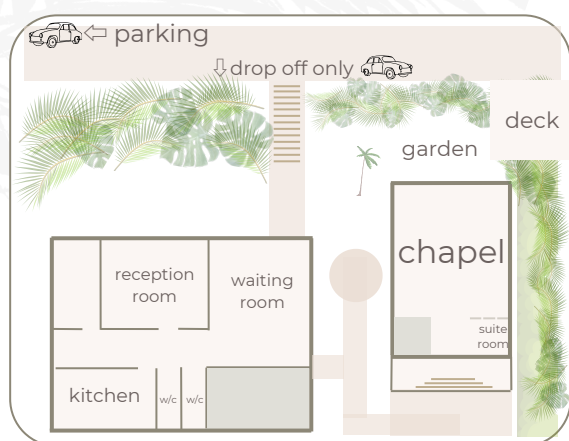 parking
drop off only
deck
garden
chapel
reception
room
waiting
room
suite
room
kitchen
w/c
w/c